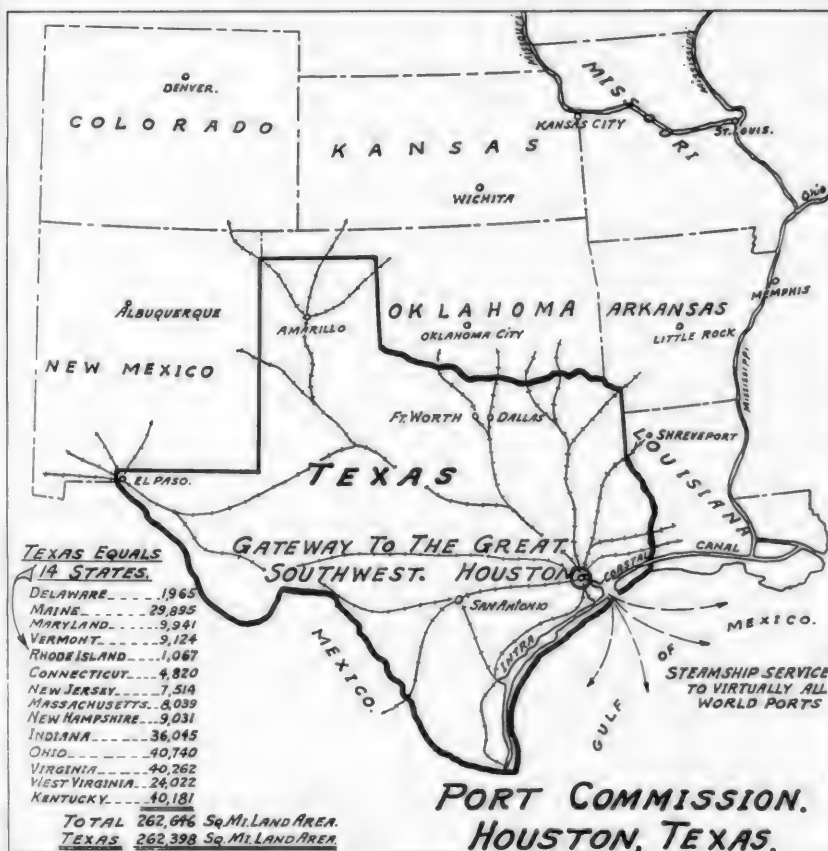 MISSOURI
MISSISSIPPI
DENVER.
COLORADO
KANSAS CITY
MISSOURI
ST. LOUIS.
KANSAS
WICHITA
OHIO
ALBUQUERQUE
AMARILLO
OKLAHOMA
ARKANSAS
MEMPHIS
OKLAHOMA CITY
LITTLE ROCK
NEW MEXICO
MISSISSIPPI
FT. WORTH
DALLAS
SHREVEPORT
LOUISIANA
EL PASO.
TEXAS
GATEWAY TO THE GREAT
SOUTHWEST. HOUSTON
INTRA COASTAL CANAL
SAN ANTONIO
MEXICO.
GULF OF MEXICO.
STEAMSHIP SERVICE
TO VIRTUALLY ALL
WORLD PORTS
TEXAS EQUALS
14 STATES.
DELAWARE 1,965
MAINE 29,895
MARYLAND 9,941
VERMONT 9,124
RHODE ISLAND 1,067
CONNECTICUT 4,820
NEW JERSEY 7,514
MASSACHUSETTS 8,039
NEW HAMPSHIRE 9,031
INDIANA 36,045
OHIO 40,740
VIRGINIA 40,262
WEST VIRGINIA 24,022
KENTUCKY 40,181
TOTAL 262,646 SQ. MI. LAND AREA.
TEXAS 262,398 SQ. MI. LAND AREA.
PORT COMMISSION.
HOUSTON, TEXAS.